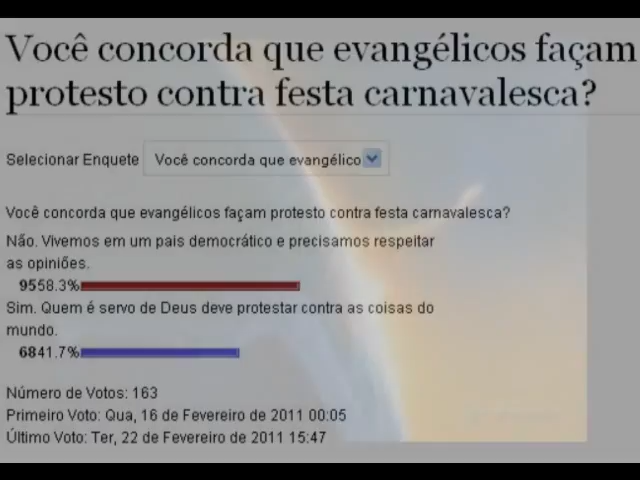 Você concorda que evangélicos façam
protesto contra festa carnavalesca?
Selecionar Enquete Você concorda que evangélico
Você concorda que evangélicos façam protesto contra festa carnavalesca?
Não. Vivemos em um pais democrático e precisamos respeitar
as opiniões.
9558.3%
Sim. Quem é servo de Deus deve protestar contra as coisas do
mundo.
6841.7%
Número de Votos: 163
Primeiro Voto: Qua, 16 de Fevereiro de 2011 00:05
Último Voto: Ter, 22 de Fevereiro de 2011 15:47